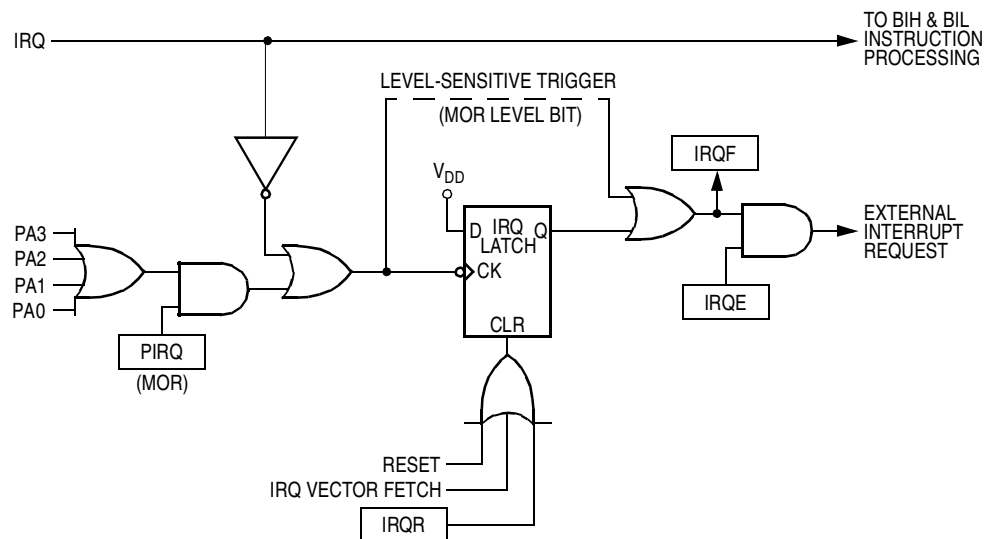 IRQ
TO BIH & BIL
INSTRUCTION
PROCESSING
LEVEL-SENSITIVE TRIGGER
(MOR LEVEL BIT)
IRQF
VDD
PA3
PA2
PA1
PA0
D IRQ Q
LATCH
CK
CLR
EXTERNAL
INTERRUPT
REQUEST
IRQE
PIRQ
(MOR)
RESET
IRQ VECTOR FETCH
IRQR